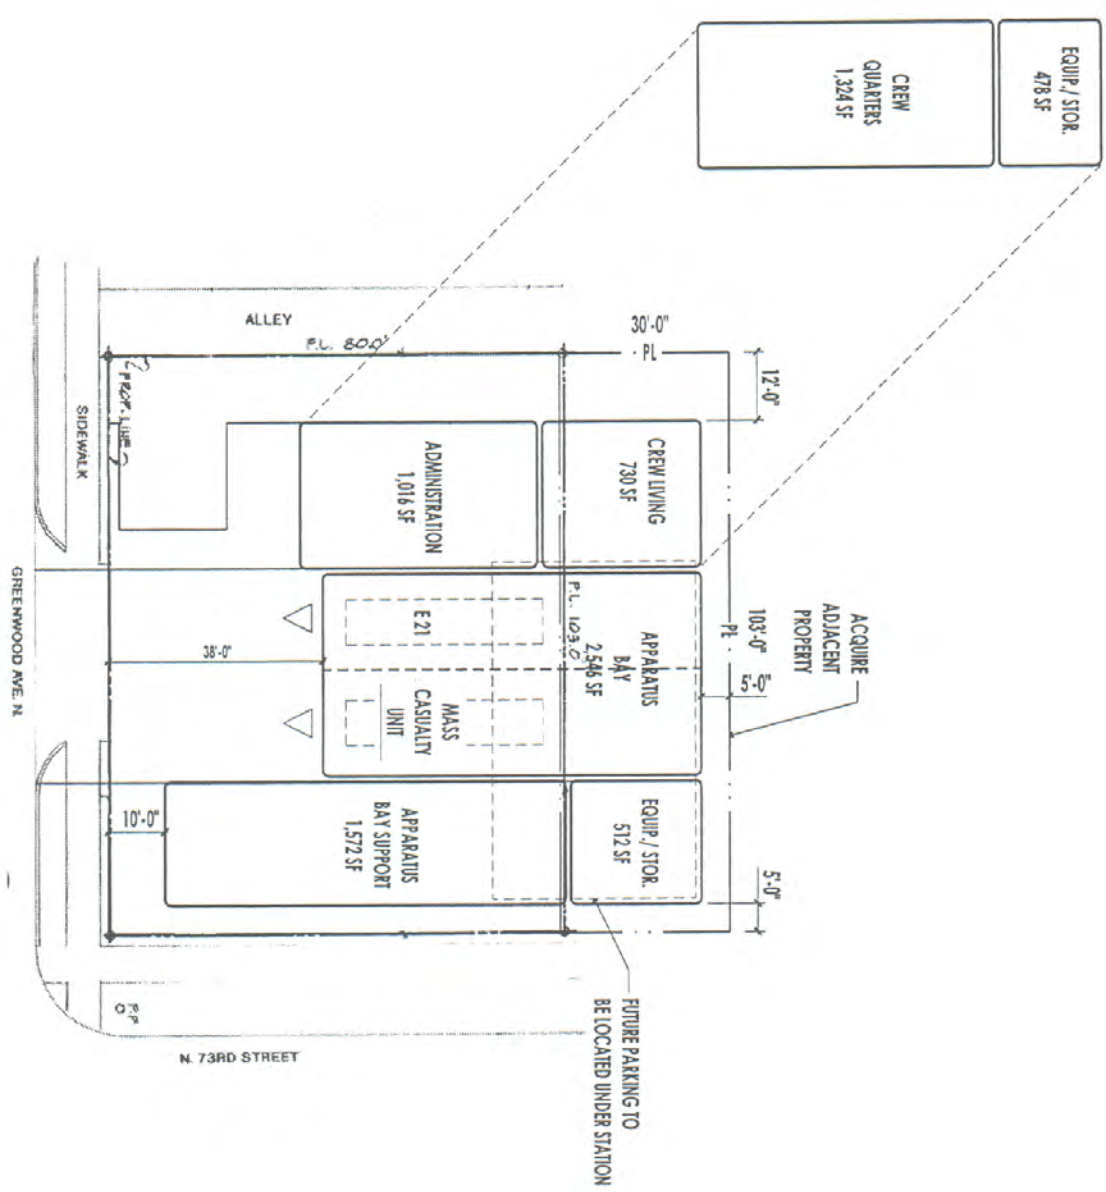 EQUIP./ STOR.
478 SF
CREW
QUARTERS
1,324 SF
ALLEY
P.L. 80.0'
30'-0"
PL
12'-0"
PROP. LINE
SIDEWALK
ADMINISTRATION
1,016 SF
CREW LIVING
730 SF
ACQUIRE
ADJACENT
PROPERTY
PL
103'-0"
5'-0"
GREENWOOD AVE. N.
38'-0"
E 21
P.L. 103.0'
APPARATUS
BAY
2,546 SF
MASS
CASUALTY
UNIT
10'-0"
APPARATUS
BAY SUPPORT
1,572 SF
EQUIP./ STOR.
512 SF
5'-0"
FUTURE PARKING TO
BE LOCATED UNDER STATION
N. 73RD STREET